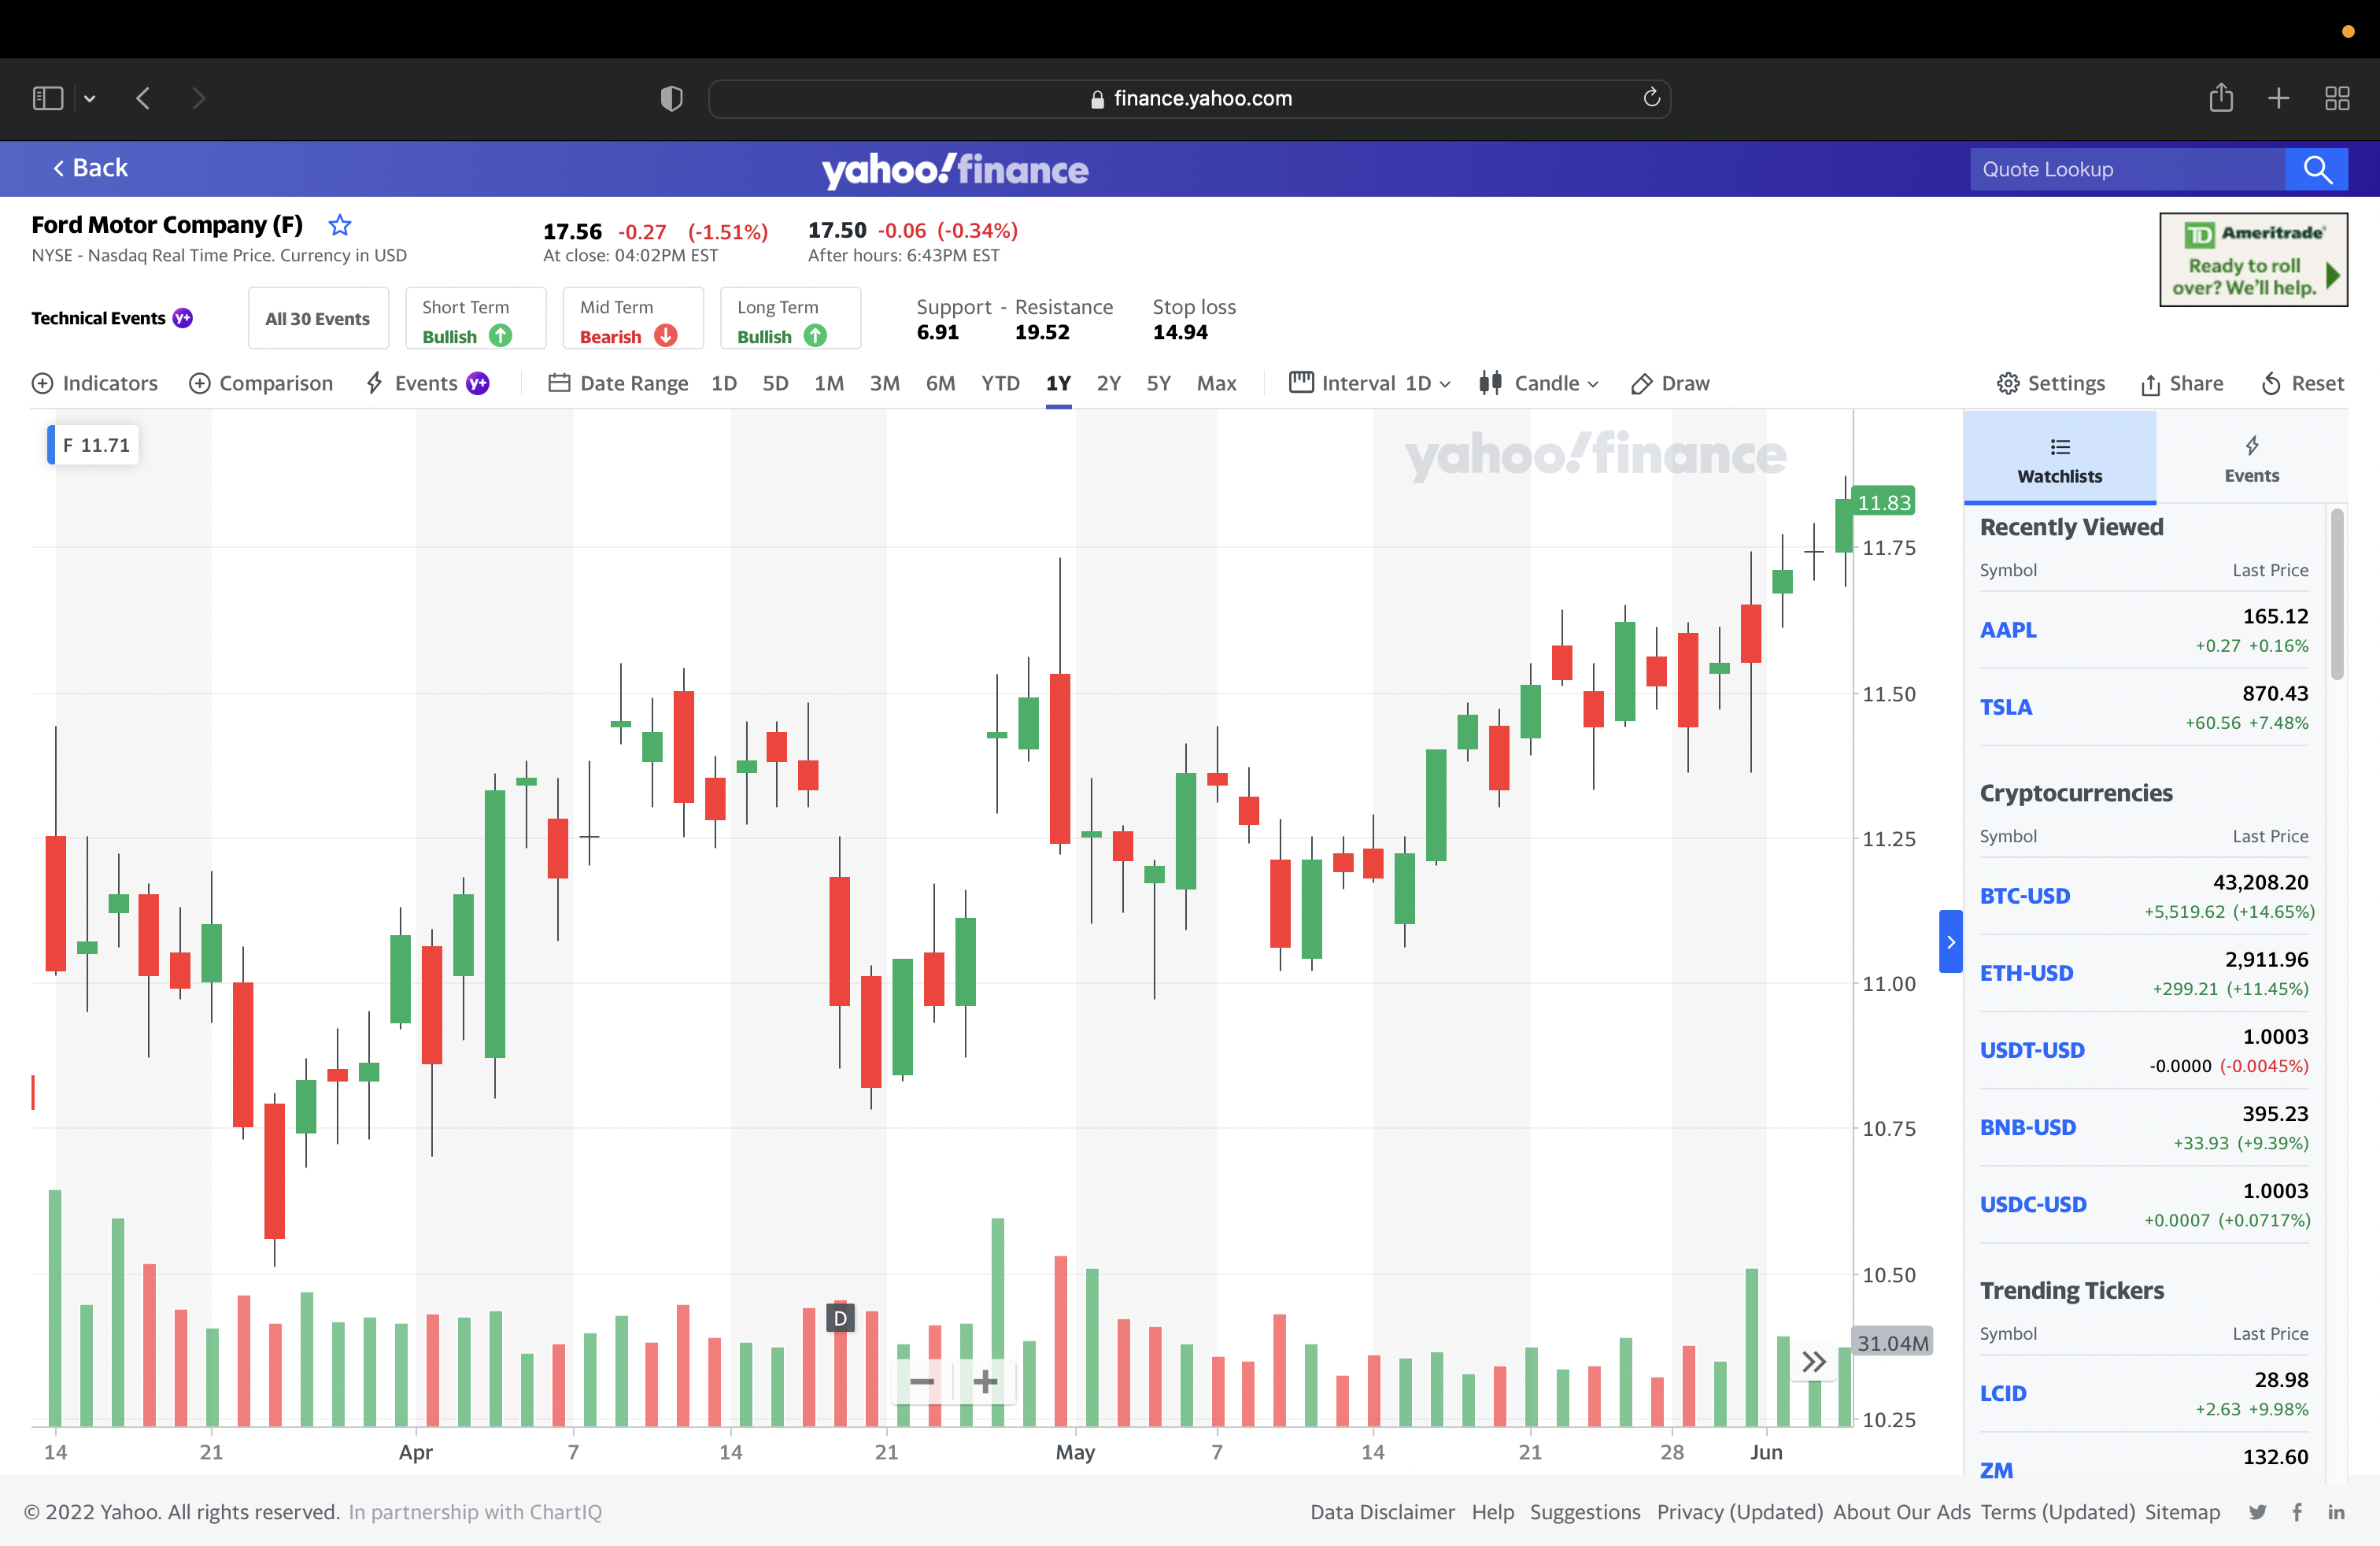 finance.yahoo.com
Back
yahoo!finance
Quote Lookup
Ford Motor Company (F)
17.56 -0.27 (-1.51%)
17.50 -0.06 (-0.34%)
NYSE - Nasdaq Real Time Price. Currency in USD
At close: 04:02PM EST
After hours: 6:43PM EST
TD Ameritrade
Ready to roll
over? We'll help.
Technical Events Y+
All 30 Events
Short Term
Bullish
Mid Term
Bearish
Long Term
Bullish
Support - Resistance
6.91 19.52
Stop loss
14.94
Indicators Comparison Events Y+ Date Range 1D 5D 1M 3M 6M YTD 1Y 2Y 5Y Max Interval 1D Candle Draw Settings Share Reset
F 11.71
yahoo!finance
11.83
11.75
11.50
11.25
11.00
10.75
10.50
31.04M
10.25
D
14 21 Apr 7 14 21 May 7 14 21 28 Jun
Watchlists
Events
Recently Viewed
Symbol Last Price
AAPL 165.12
+0.27 +0.16%
TSLA 870.43
+60.56 +7.48%
Cryptocurrencies
Symbol Last Price
BTC-USD 43,208.20
+5,519.62 (+14.65%)
ETH-USD 2,911.96
+299.21 (+11.45%)
USDT-USD 1.0003
-0.0000 (-0.0045%)
BNB-USD 395.23
+33.93 (+9.39%)
USDC-USD 1.0003
+0.0007 (+0.0717%)
Trending Tickers
Symbol Last Price
LCID 28.98
+2.63 +9.98%
ZM 132.60
© 2022 Yahoo. All rights reserved. In partnership with ChartIQ
Data Disclaimer Help Suggestions Privacy (Updated) About Our Ads Terms (Updated) Sitemap